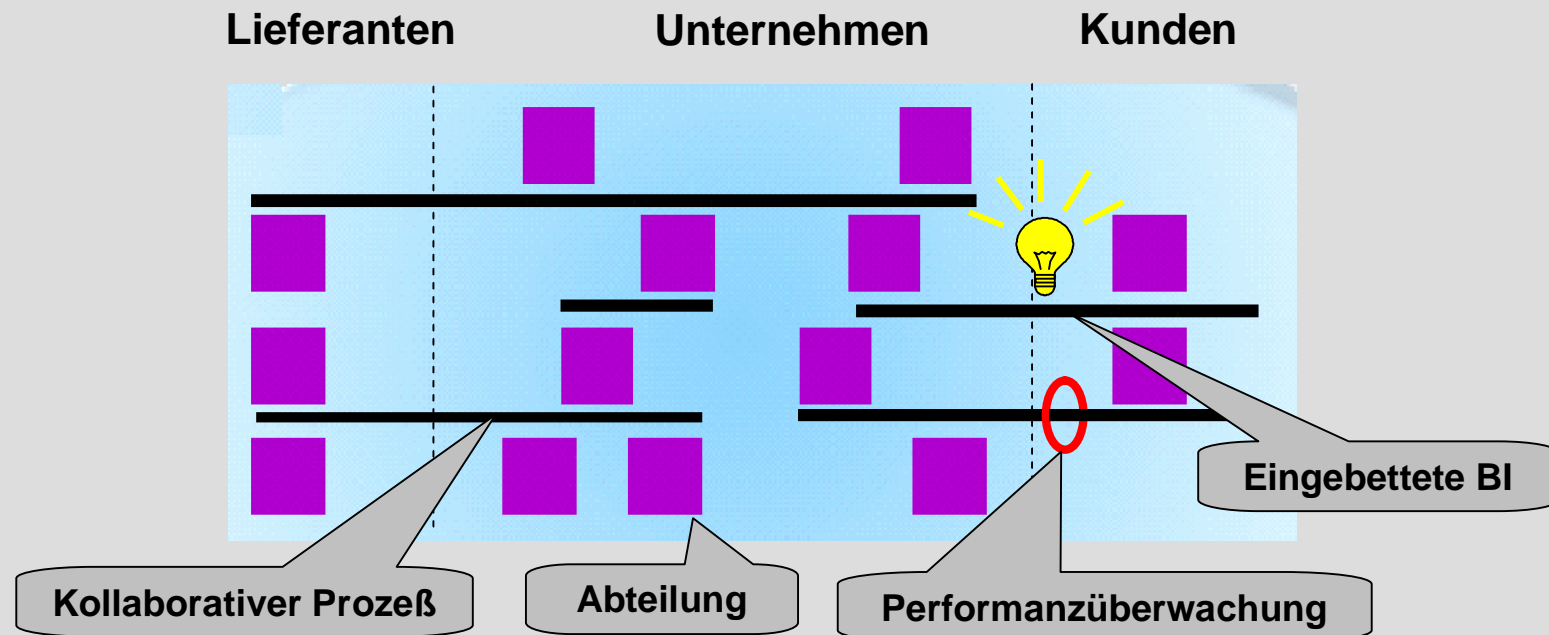 Lieferanten Unternehmen Kunden
Eingebettete BI
Kollaborativer Prozeß Abteilung Performanzüberwachung